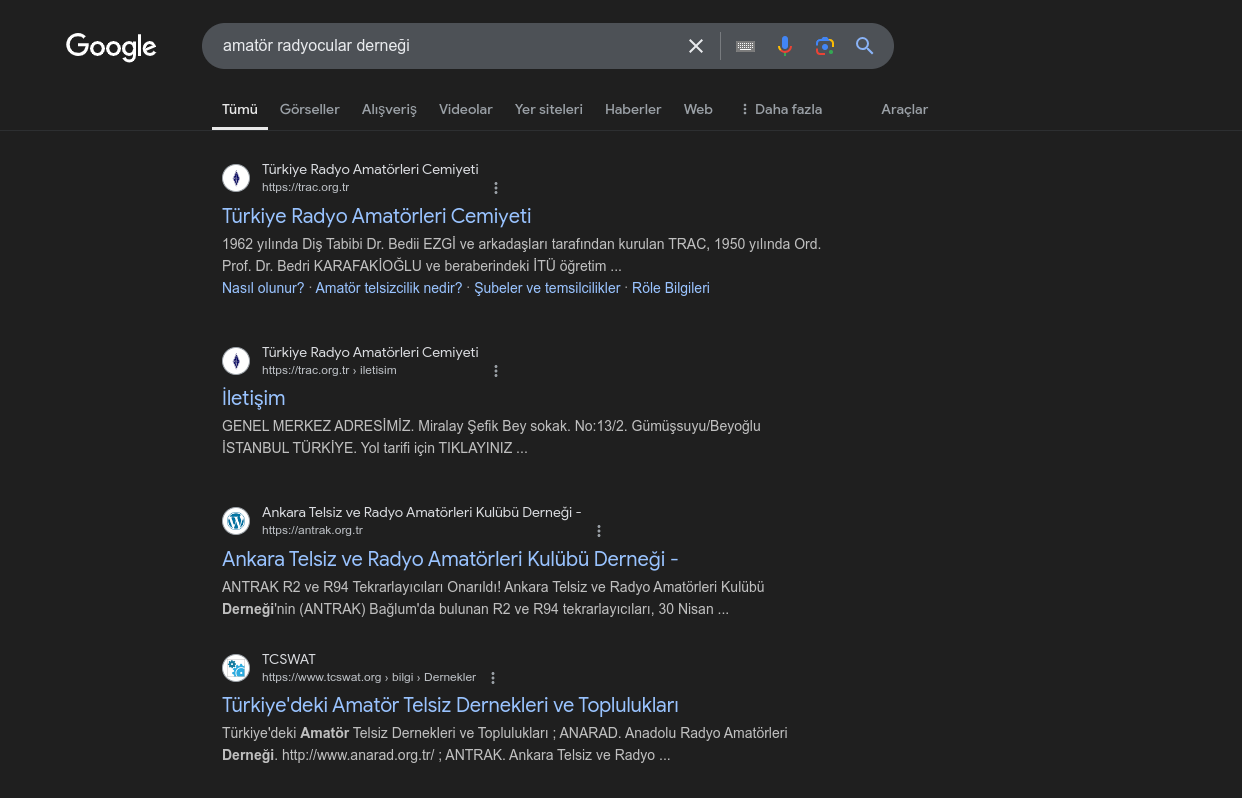 Google
amatör radyocular derneği
Tümü Görseller Alışveriş Videolar Yer siteleri Haberler Web Daha fazla Araçlar
Türkiye Radyo Amatörleri Cemiyeti
https://trac.org.tr
Türkiye Radyo Amatörleri Cemiyeti
1962 yılında Diş Tabibi Dr. Bedii EZGİ ve arkadaşları tarafından kurulan TRAC, 1950 yılında Ord.
Prof. Dr. Bedri KARAFAKİOĞLU ve beraberindeki İTÜ öğretim ...
Nasıl olunur? · Amatör telsizcilik nedir? · Şubeler ve temsilcilikler · Röle Bilgileri
Türkiye Radyo Amatörleri Cemiyeti
https://trac.org.tr › iletisim
İletişim
GENEL MERKEZ ADRESİMİZ. Miralay Şefik Bey sokak. No:13/2. Gümüşsuyu/Beyoğlu
İSTANBUL TÜRKİYE. Yol tarifi için TIKLAYINIZ ...
Ankara Telsiz ve Radyo Amatörleri Kulübü Derneği -
https://antrak.org.tr
Ankara Telsiz ve Radyo Amatörleri Kulübü Derneği -
ANTRAK R2 ve R94 Tekrarlayıcıları Onarıldı! Ankara Telsiz ve Radyo Amatörleri Kulübü
Derneği'nin (ANTRAK) Bağlum'da bulunan R2 ve R94 tekrarlayıcıları, 30 Nisan ...
TCSWAT
https://www.tcswat.org › bilgi › Dernekler
Türkiye'deki Amatör Telsiz Dernekleri ve Toplulukları
Türkiye'deki Amatör Telsiz Dernekleri ve Toplulukları ; ANARAD. Anadolu Radyo Amatörleri
Derneği. http://www.anarad.org.tr/ ; ANTRAK. Ankara Telsiz ve Radyo ...